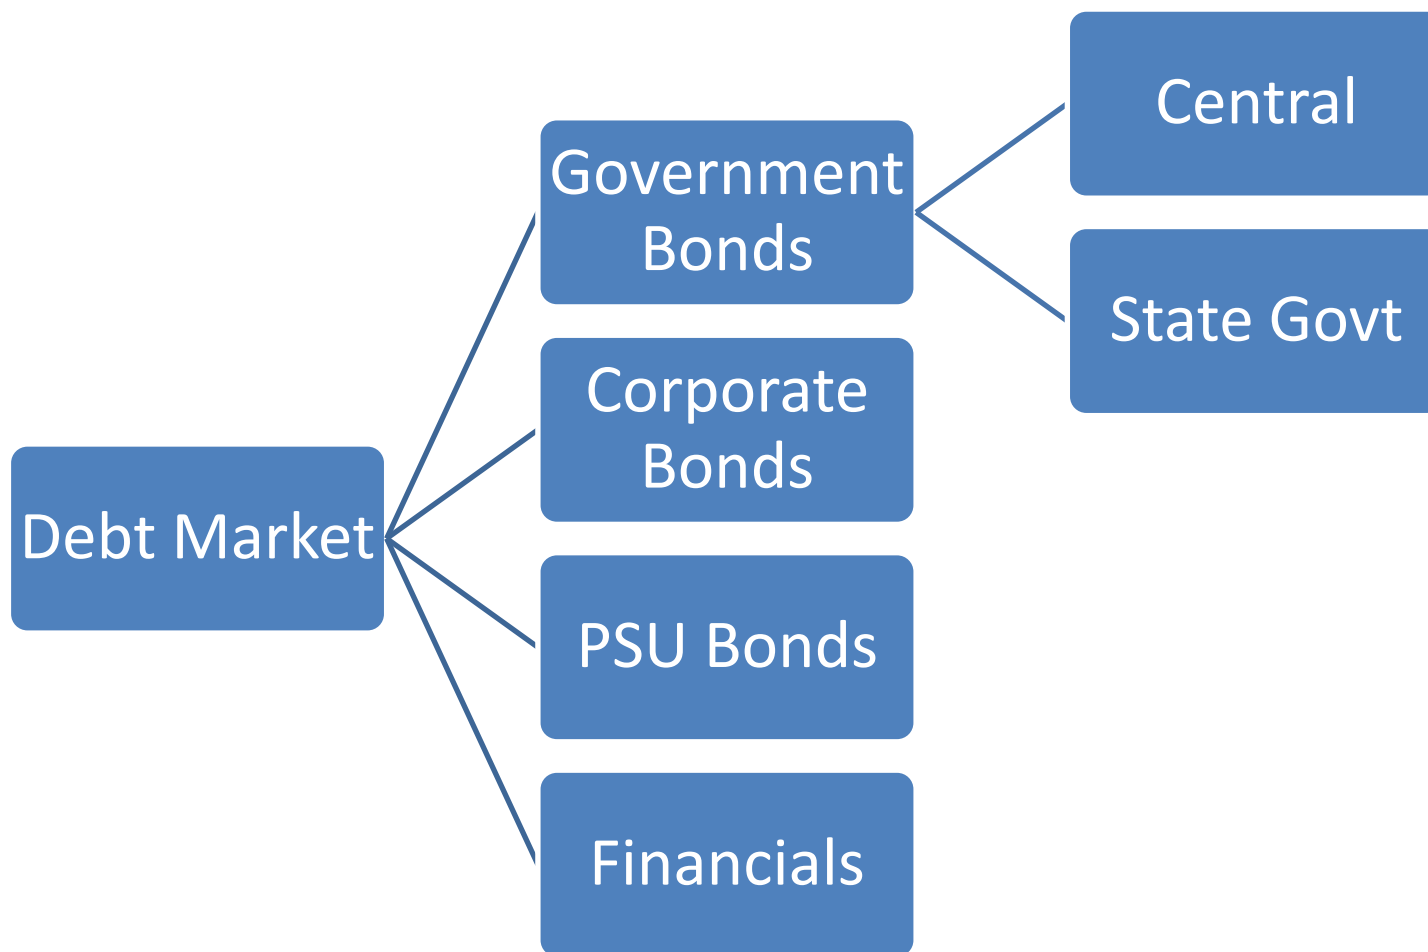 Debt Market
Government
Bonds
Corporate
Bonds
PSU Bonds
Financials
Central
State Govt